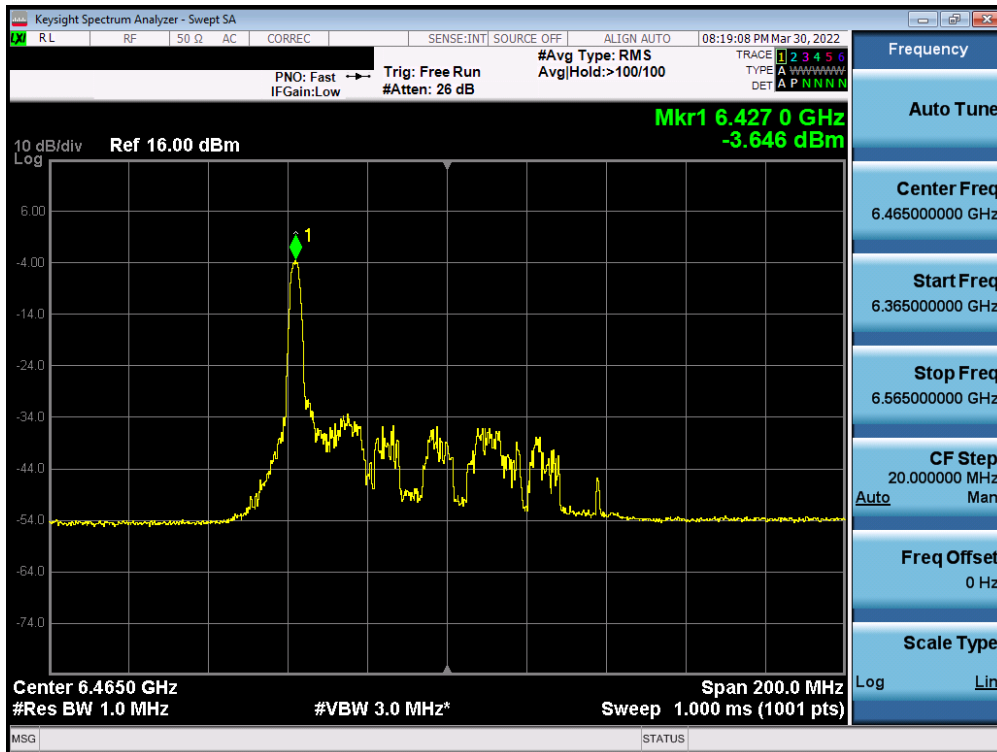 Keysight Spectrum Analyzer - Swept SA
LXI RL RF 50 Ω AC CORREC SENSE:INT SOURCE OFF ALIGN AUTO 08:19:08 PM Mar 30, 2022
Frequency
PNO: Fast
IFGain:Low
Trig: Free Run
#Atten: 26 dB
#Avg Type: RMS
Avg|Hold:>100/100
TRACE 1 2 3 4 5 6
TYPE A WWWWW
DET A P N N N N
Mkr1 6.427 0 GHz
-3.646 dBm
10 dB/div Ref 16.00 dBm
Log
1
6.00
-4.00
-14.0
-24.0
-34.0
-44.0
-54.0
-64.0
-74.0
Center 6.4650 GHz Span 200.0 MHz
#Res BW 1.0 MHz #VBW 3.0 MHz* Sweep 1.000 ms (1001 pts)
MSG STATUS
Auto Tune
Center Freq
6.465000000 GHz
Start Freq
6.365000000 GHz
Stop Freq
6.565000000 GHz
CF Step
20.000000 MHz
Auto Man
Freq Offset
0 Hz
Scale Type
Log Lin